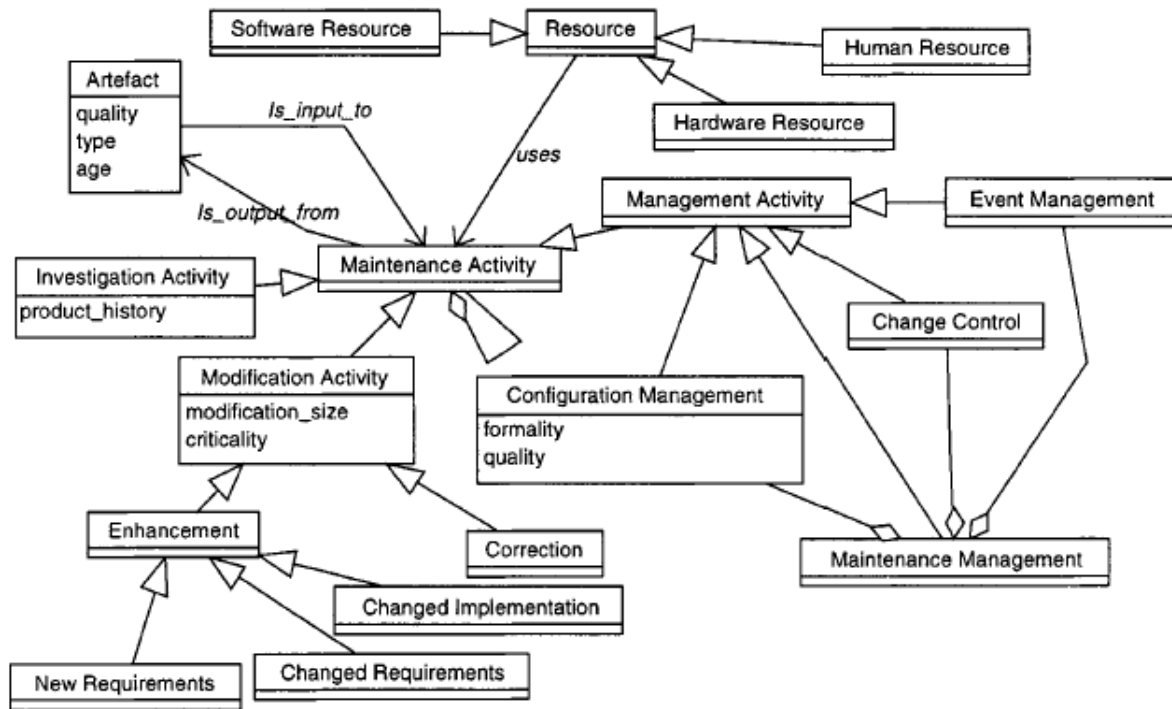 Software Resource
Resource
Human Resource
Artefact
quality
type
age
Is_input_to
Hardware Resource
uses
Is_output_from
Management Activity
Event Management
Investigation Activity
product_history
Maintenance Activity
Change Control
Modification Activity
modification_size
criticality
Configuration Management
formality
quality
Enhancement
Correction
Maintenance Management
Changed Implementation
New Requirements
Changed Requirements